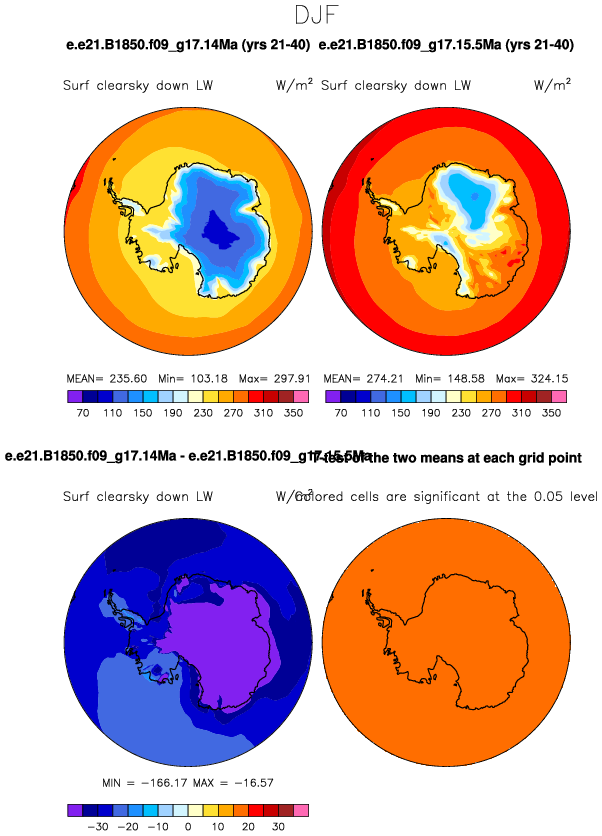 DJF
e.e21.B1850.f09_g17.14Ma (yrs 21-40) e.e21.B1850.f09_g17.15.5Ma (yrs 21-40)
Surf clearsky down LW W/m² Surf clearsky down LW W/m²
MEAN= 235.60 Min= 103.18 Max= 297.91 MEAN= 274.21 Min= 148.58 Max= 324.15
70 110 150 190 230 270 310 350 70 110 150 190 230 270 310 350
e.e21.B1850.f09_g17.14Ma - e.e21.B1850.f09_g17.15.5Ma T-test of the two means at each grid point
Surf clearsky down LW W/m² Colored cells are significant at the 0.05 level
MIN = -166.17 MAX = -16.57
-30 -20 -10 0 10 20 30